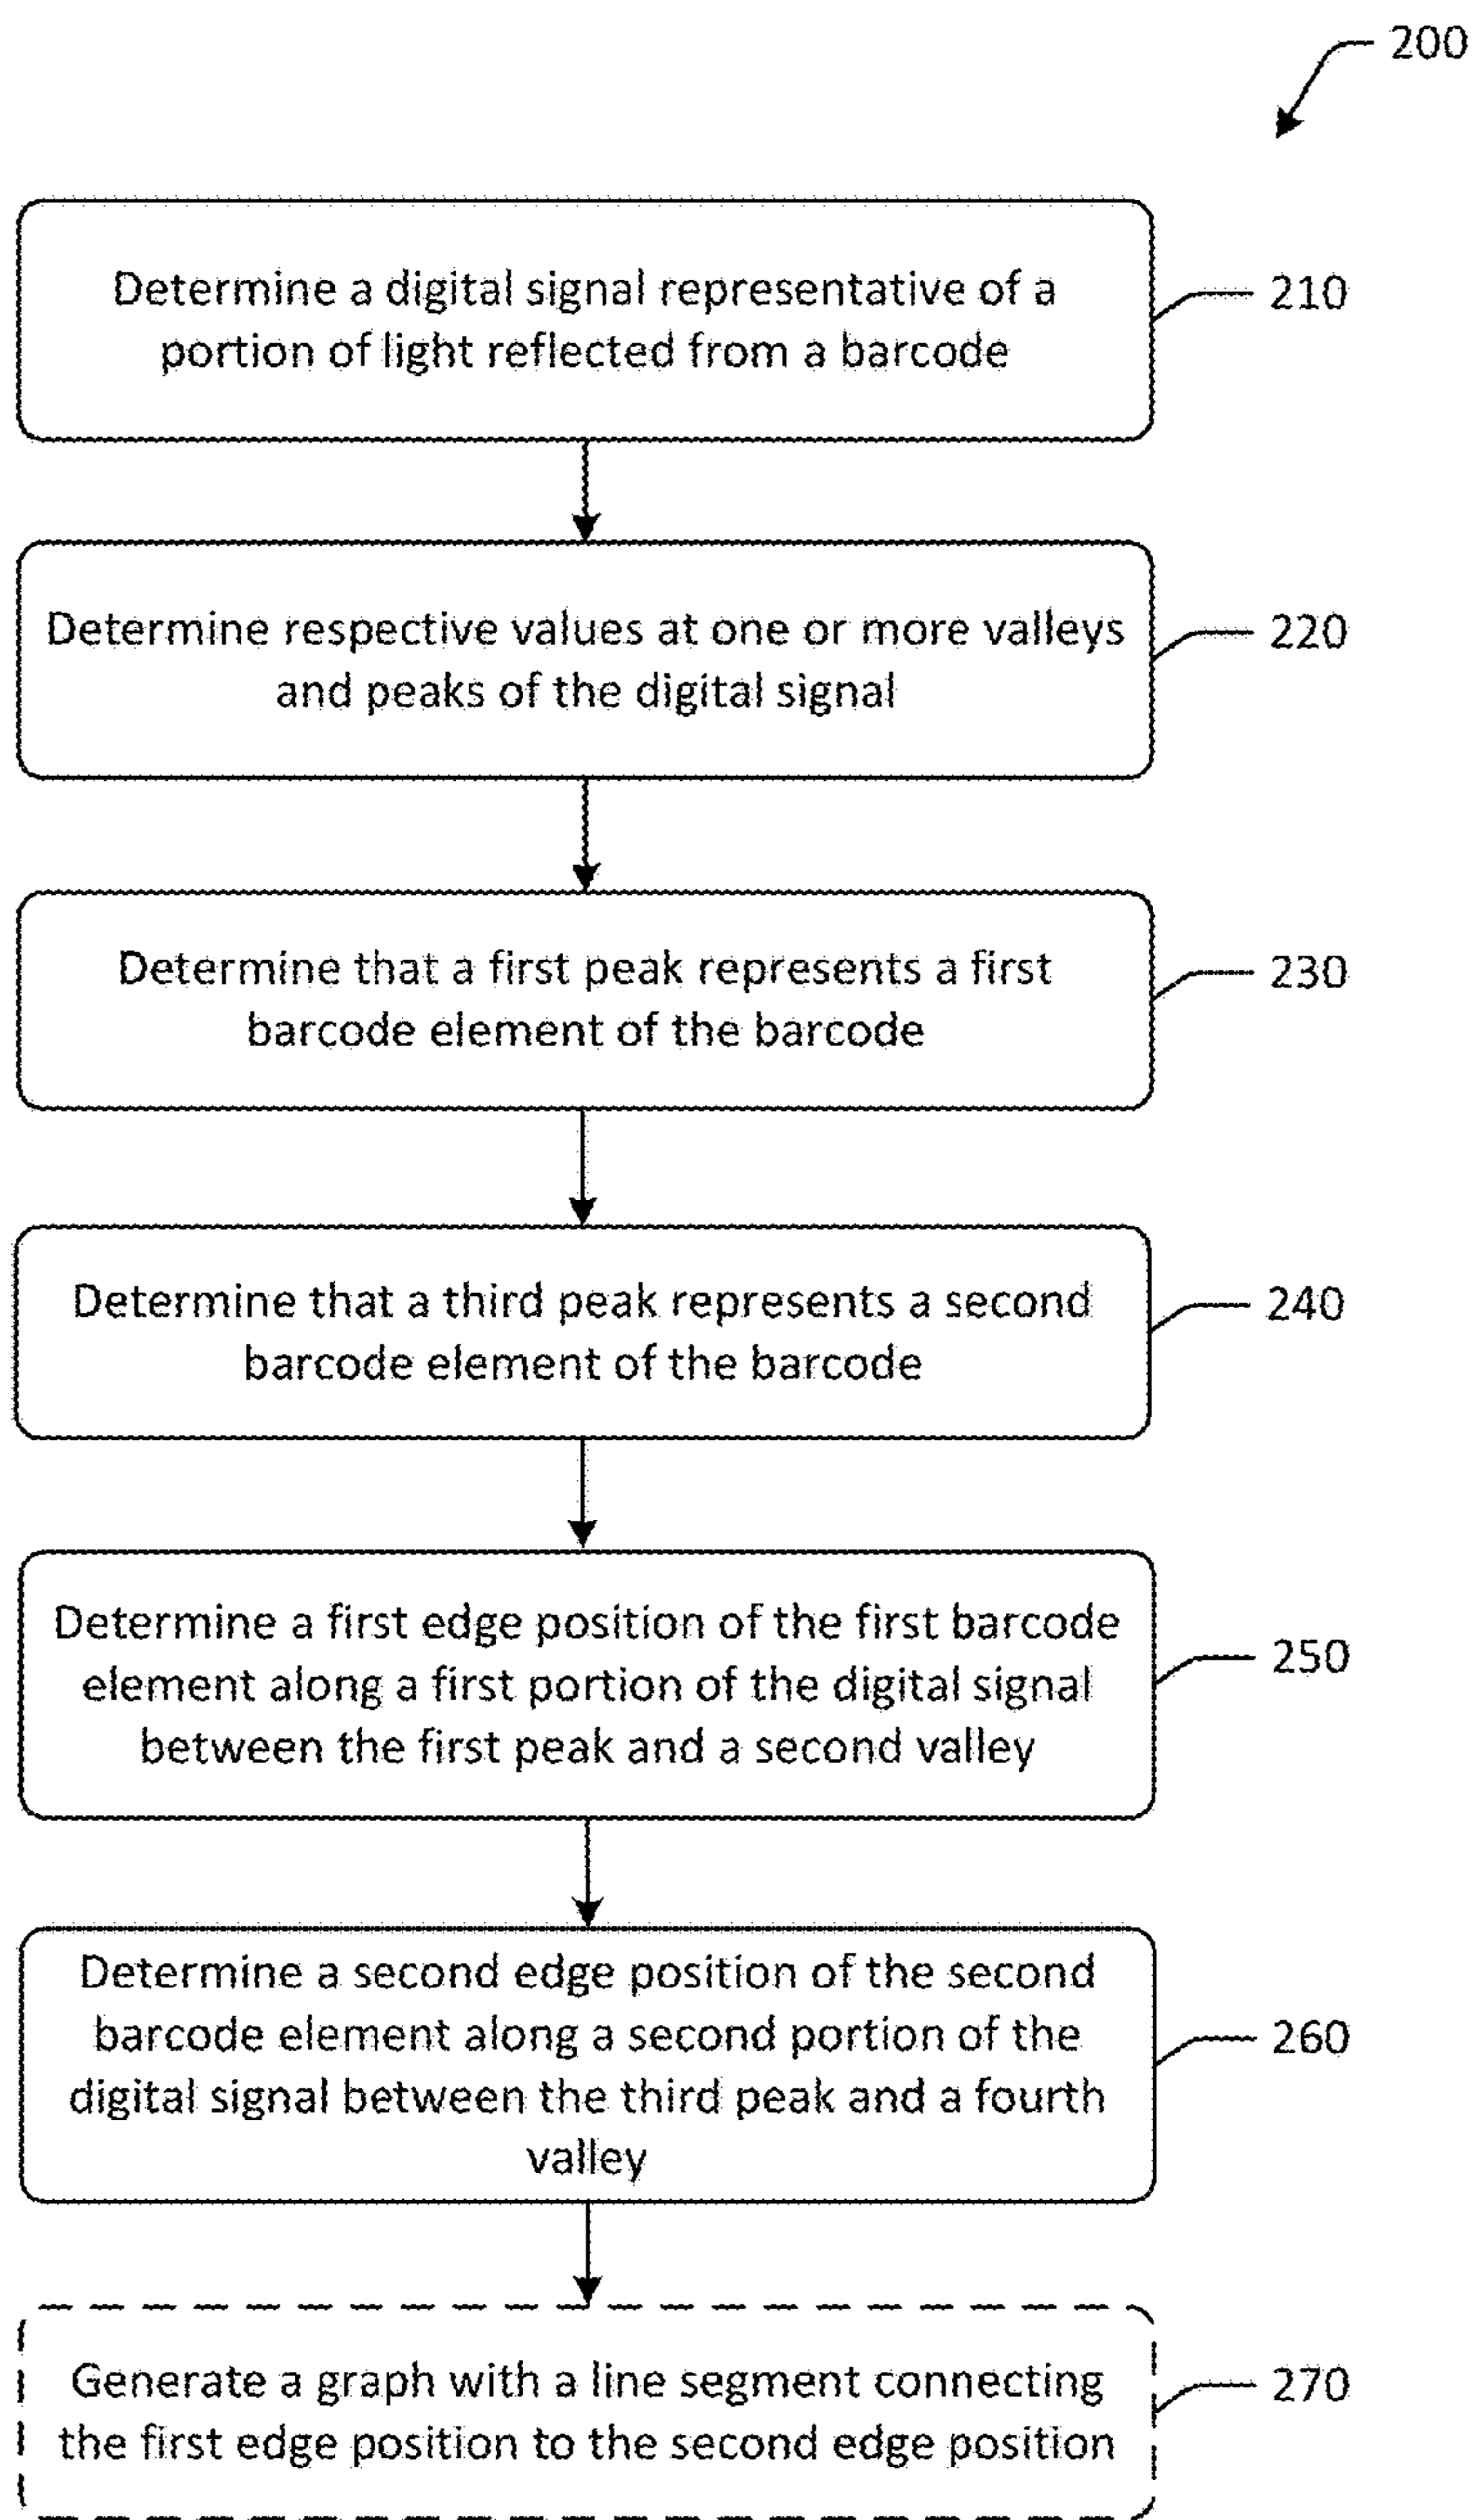 200
Determine a digital signal representative of a
portion of light reflected from a barcode
210
Determine respective values at one or more valleys
and peaks of the digital signal
220
Determine that a first peak represents a first
barcode element of the barcode
230
Determine that a third peak represents a second
barcode element of the barcode
240
Determine a first edge position of the first barcode
element along a first portion of the digital signal
between the first peak and a second valley
250
Determine a second edge position of the second
barcode element along a second portion of the
digital signal between the third peak and a fourth
valley
260
Generate a graph with a line segment connecting
the first edge position to the second edge position
270